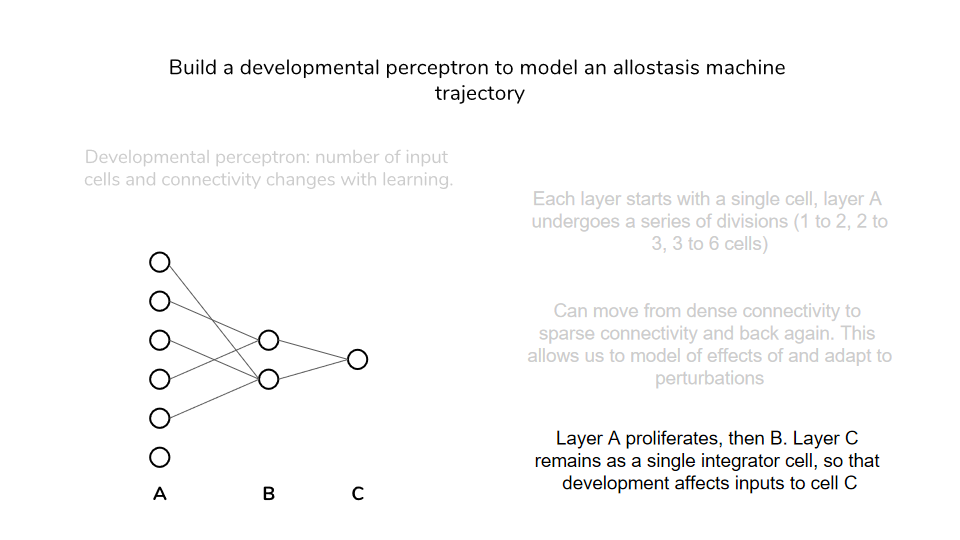 Build a developmental perceptron to model an allostasis machine
trajectory
Developmental perceptron: number of input
cells and connectivity changes with learning.
Each layer starts with a single cell, layer A
undergoes a series of divisions (1 to 2, 2 to
3, 3 to 6 cells)
Can move from dense connectivity to
sparse connectivity and back again. This
allows us to model of effects of and adapt to
perturbations
Layer A proliferates, then B. Layer C
remains as a single integrator cell, so that
development affects inputs to cell C
A B C